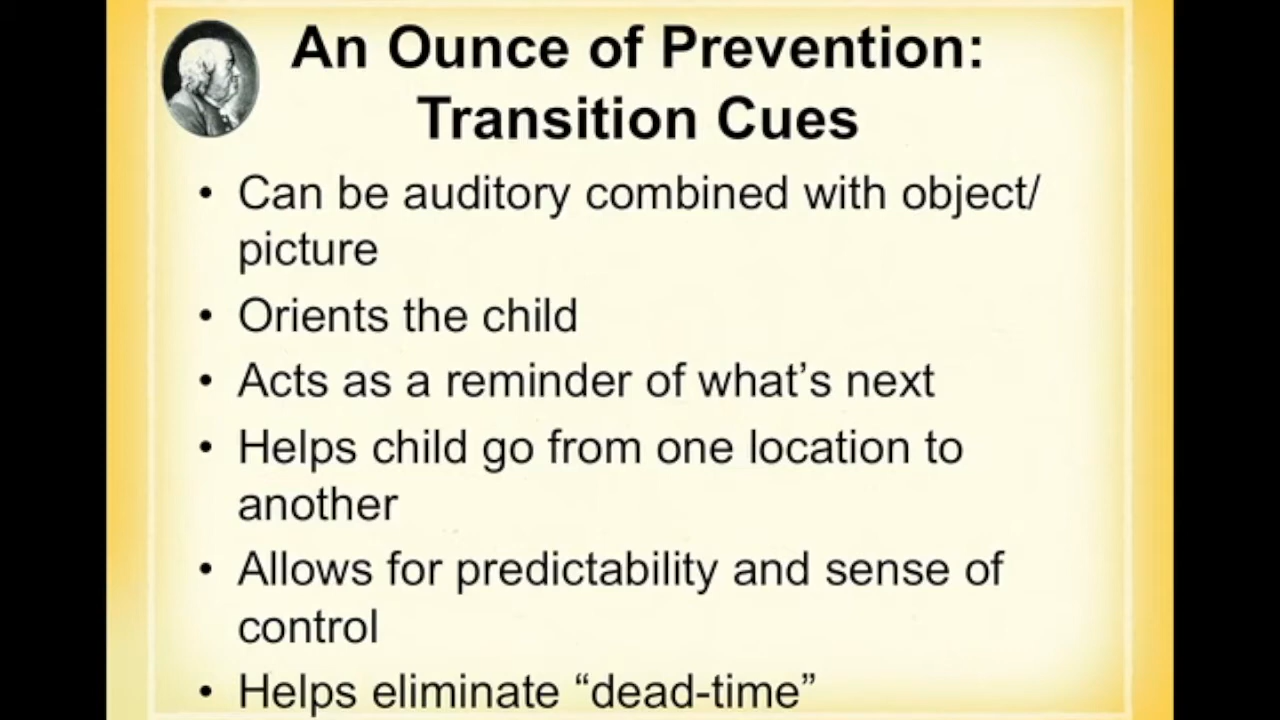 An Ounce of Prevention:
Transition Cues
• Can be auditory combined with object/
picture
• Orients the child
• Acts as a reminder of what’s next
• Helps child go from one location to
another
• Allows for predictability and sense of
control
• Helps eliminate “dead-time”